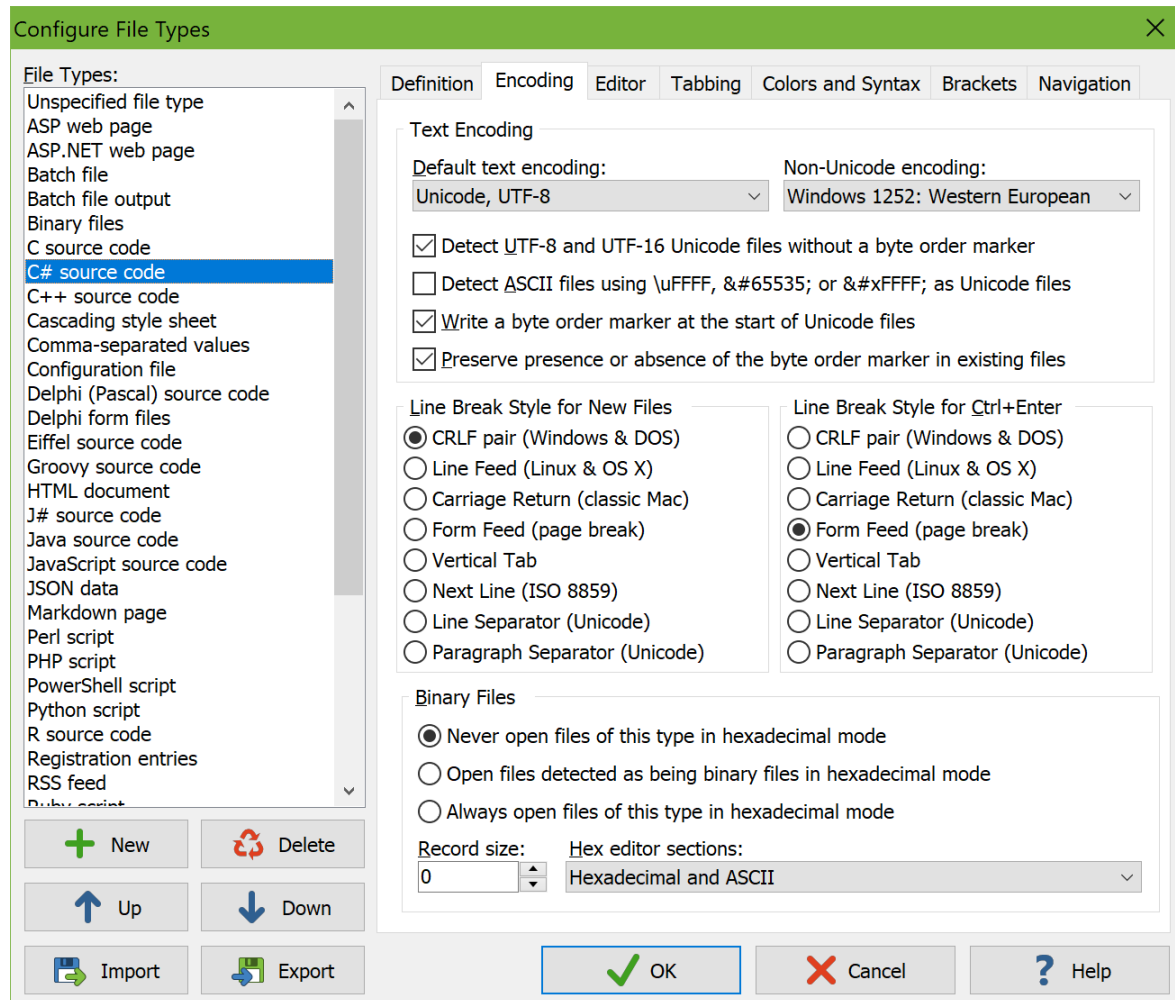 Configure File Types
File Types:
Unspecified file type
ASP web page
ASP.NET web page
Batch file
Batch file output
Binary files
C source code
C# source code
C++ source code
Cascading style sheet
Comma-separated values
Configuration file
Delphi (Pascal) source code
Delphi form files
Eiffel source code
Groovy source code
HTML document
J# source code
Java source code
JavaScript source code
JSON data
Markdown page
Perl script
PHP script
PowerShell script
Python script
R source code
Registration entries
RSS feed
Ruby script
New
Delete
Up
Down
Import
Export
Definition
Encoding
Editor
Tabbing
Colors and Syntax
Brackets
Navigation
Text Encoding
Default text encoding:
Unicode, UTF-8
Non-Unicode encoding:
Windows 1252: Western European
Detect UTF-8 and UTF-16 Unicode files without a byte order marker
Detect ASCII files using \uFFFF, &#65535; or &#xFFFF; as Unicode files
Write a byte order marker at the start of Unicode files
Preserve presence or absence of the byte order marker in existing files
Line Break Style for New Files
CRLF pair (Windows & DOS)
Line Feed (Linux & OS X)
Carriage Return (classic Mac)
Form Feed (page break)
Vertical Tab
Next Line (ISO 8859)
Line Separator (Unicode)
Paragraph Separator (Unicode)
Line Break Style for Ctrl+Enter
CRLF pair (Windows & DOS)
Line Feed (Linux & OS X)
Carriage Return (classic Mac)
Form Feed (page break)
Vertical Tab
Next Line (ISO 8859)
Line Separator (Unicode)
Paragraph Separator (Unicode)
Binary Files
Never open files of this type in hexadecimal mode
Open files detected as being binary files in hexadecimal mode
Always open files of this type in hexadecimal mode
Record size:
0
Hex editor sections:
Hexadecimal and ASCII
OK
Cancel
? Help